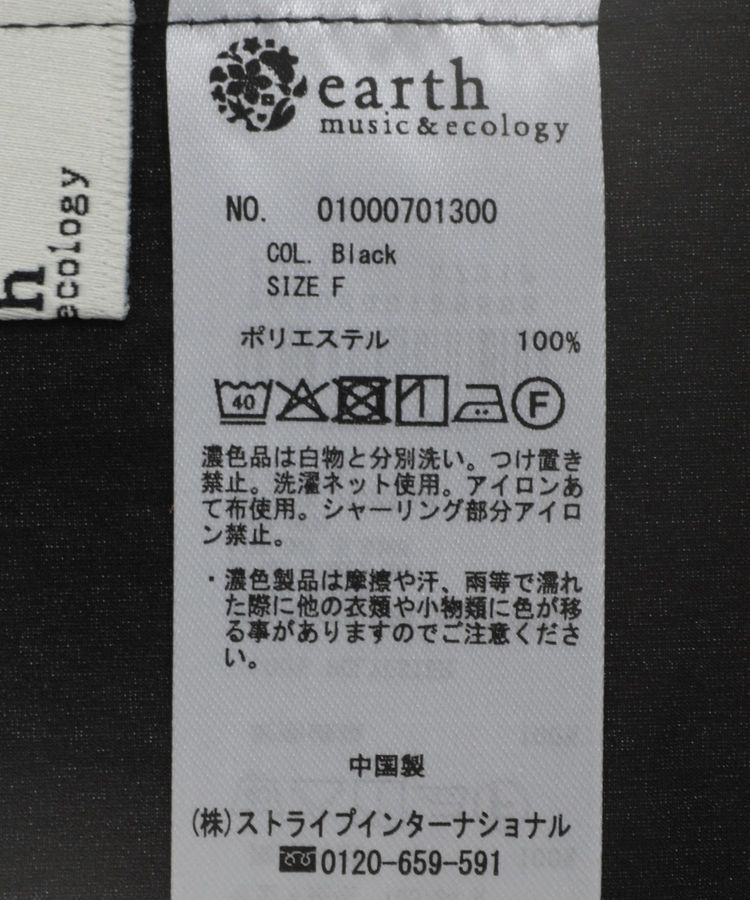 earth
music&ecology
h
ecology
NO. 01000701300
COL. Black
SIZE F
ポリエステル 100%
40 F
濃色品は白物と分別洗い。つけ置き
禁止。洗濯ネット使用。アイロンあ
て布使用。シャーリング部分アイロ
ン禁止。
・濃色製品は摩擦や汗、雨等で濡れ
た際に他の衣類や小物類に色が移
る事がありますのでご注意くださ
い。
中国製
(株)ストライプインターナショナル
0120-659-591